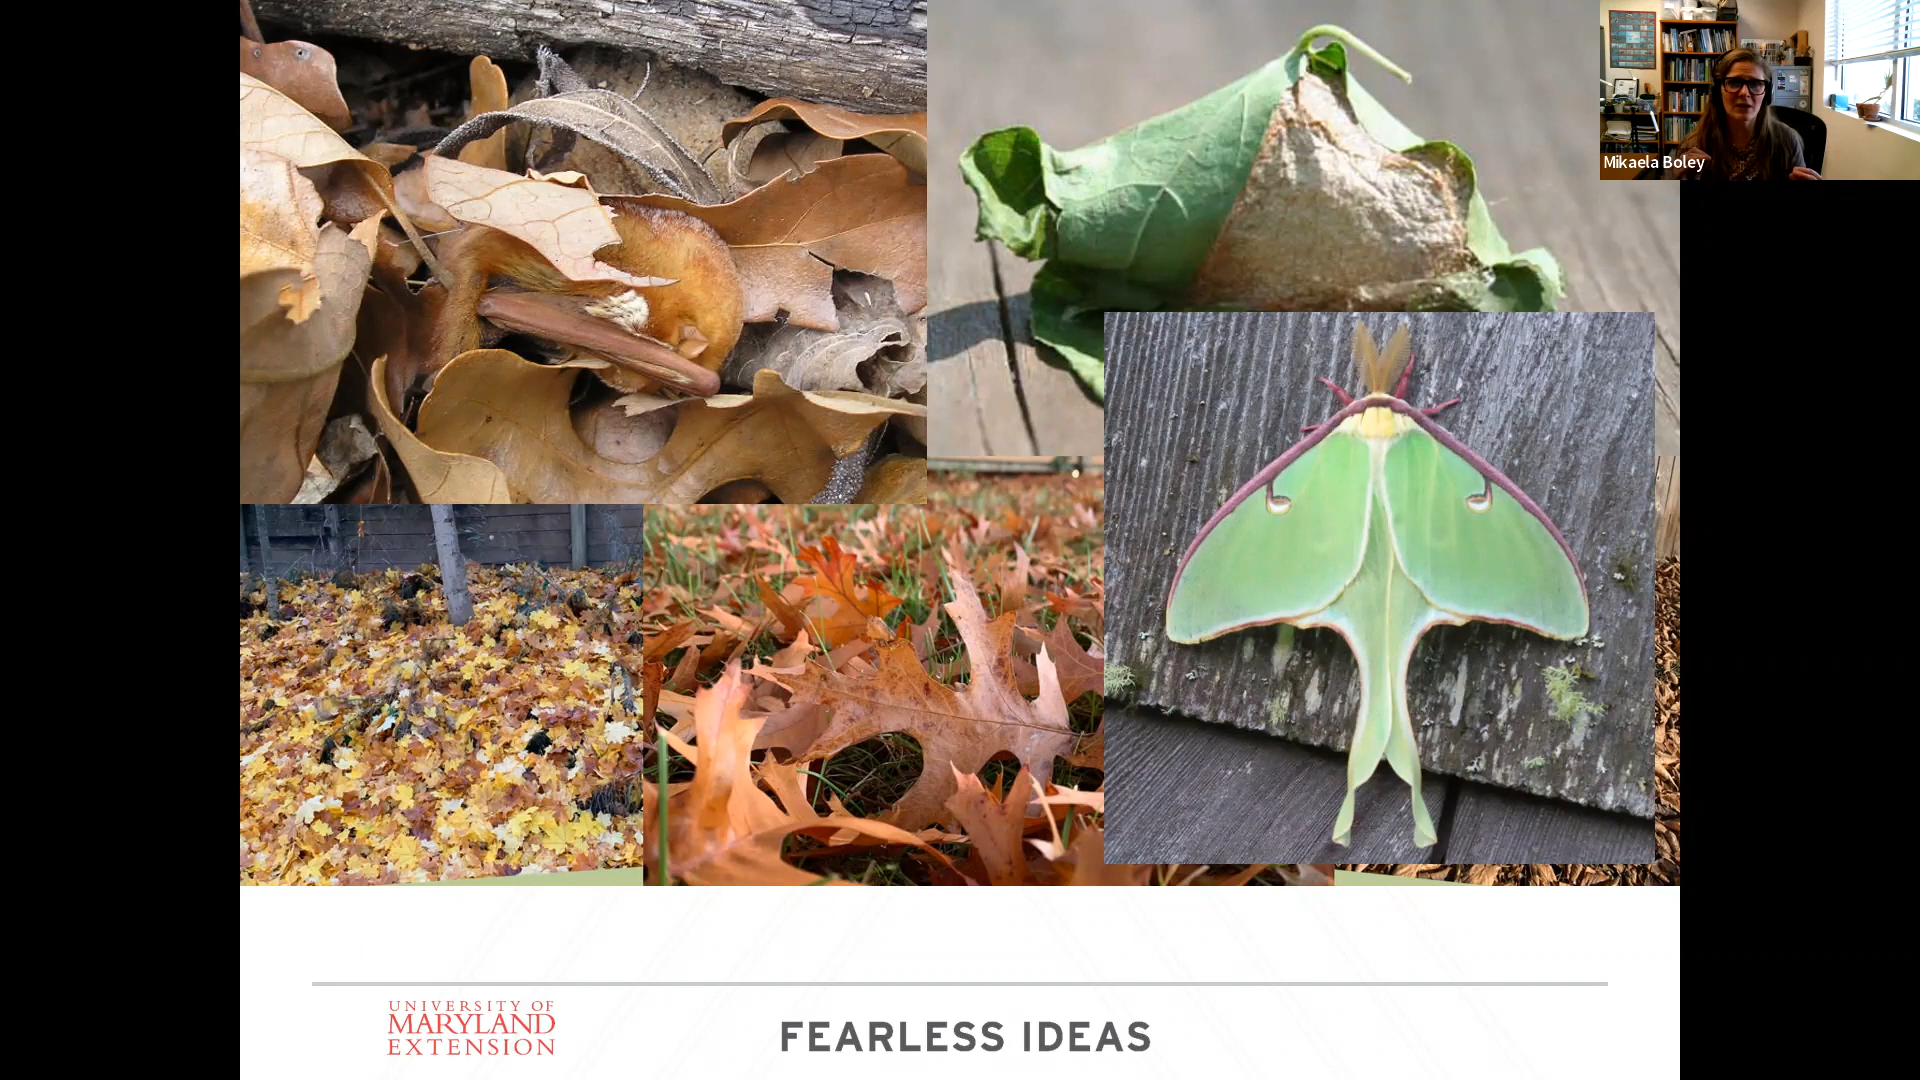 Mikaela Boley
UNIVERSITY OF
MARYLAND
EXTENSION
FEARLESS IDEAS